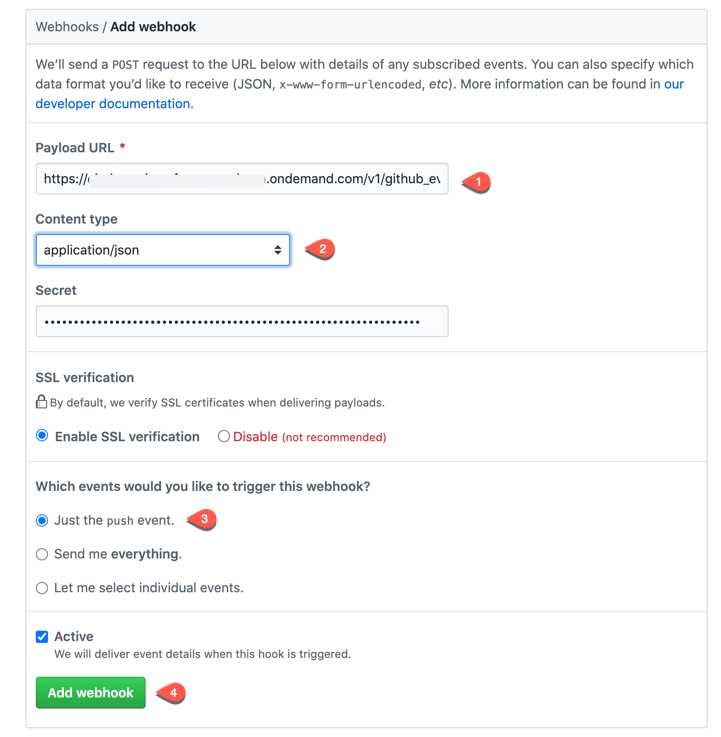 Webhooks / Add webhook
We'll send a POST request to the URL below with details of any subscribed events. You can also specify which
data format you'd like to receive (JSON, x-www-form-urlencoded, etc). More information can be found in our
developer documentation.
Payload URL *
https:// .ondemand.com/v1/github_ev
1
Content type
application/json
2
Secret
SSL verification
By default, we verify SSL certificates when delivering payloads.
Enable SSL verification Disable (not recommended)
Which events would you like to trigger this webhook?
Just the push event.
3
Send me everything.
Let me select individual events.
Active
We will deliver event details when this hook is triggered.
Add webhook
4